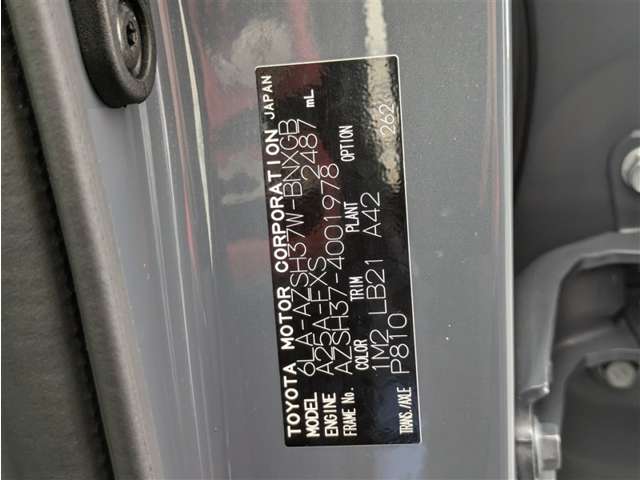 TOYOTA MOTOR CORPORATION JAPAN
MODEL 6LA-AZSH37W-BNXGB
ENGINE A25A-FXS 2487 mL
FRAME No. AZSH37-4001978
COLOR TRIM PLANT OPTION
1M2 LB21 A42 262
TRANS./AXLE P810